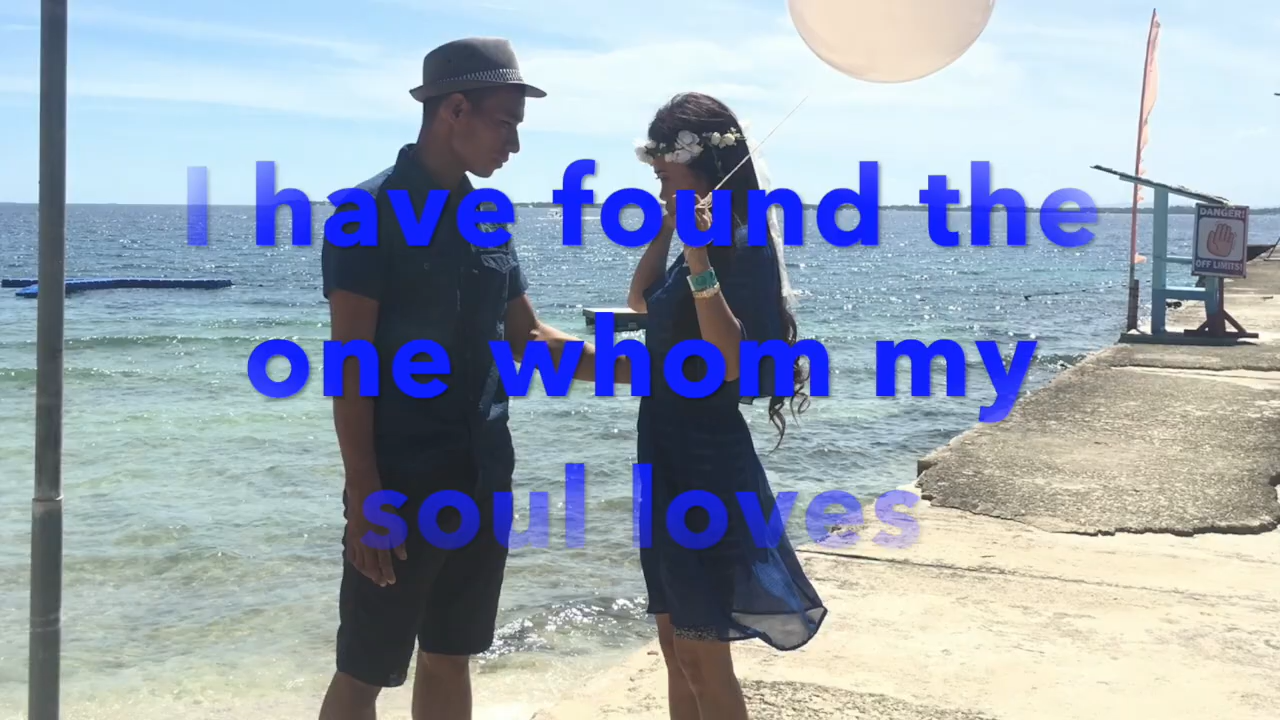 I have found the
one whom my
soul loves
DANGER!
OFF LIMITS!